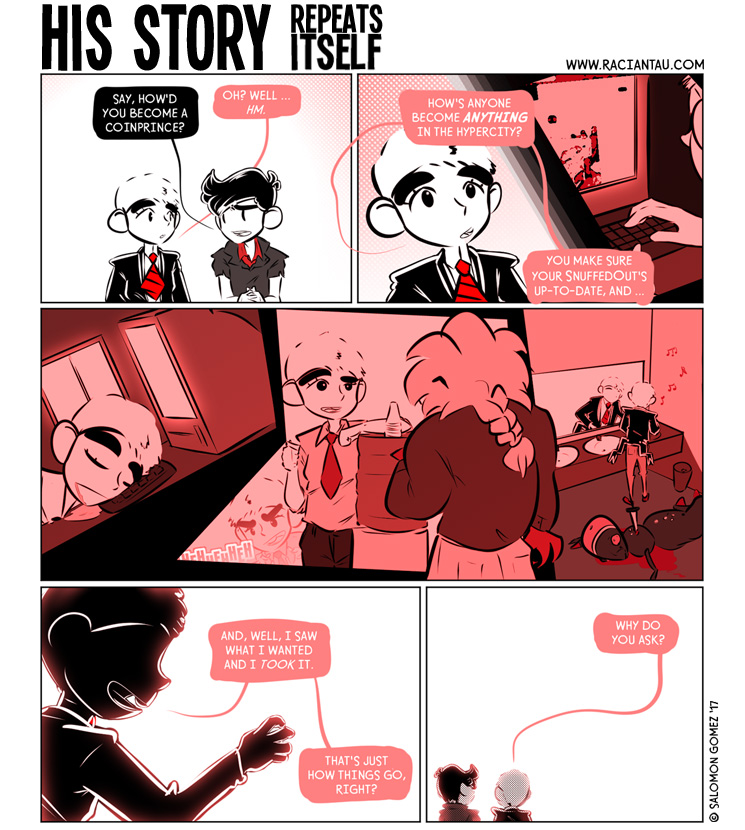 HIS STORY REPEATS
ITSELF
WWW.RACIANTAU.COM
SAY, HOW'D
YOU BECOME A
COINPRINCE?
OH? WELL ...
HM.
HOW'S ANYONE
BECOME ANYTHING
IN THE HYPERCITY?
YOU MAKE SURE
YOUR SNUFFEDOUT'S
UP-TO-DATE, AND ...
AND, WELL, I SAW
WHAT I WANTED
AND I TOOK IT.
THAT'S JUST
HOW THINGS GO,
RIGHT?
WHY DO
YOU ASK?
© SALOMON GOMEZ '17